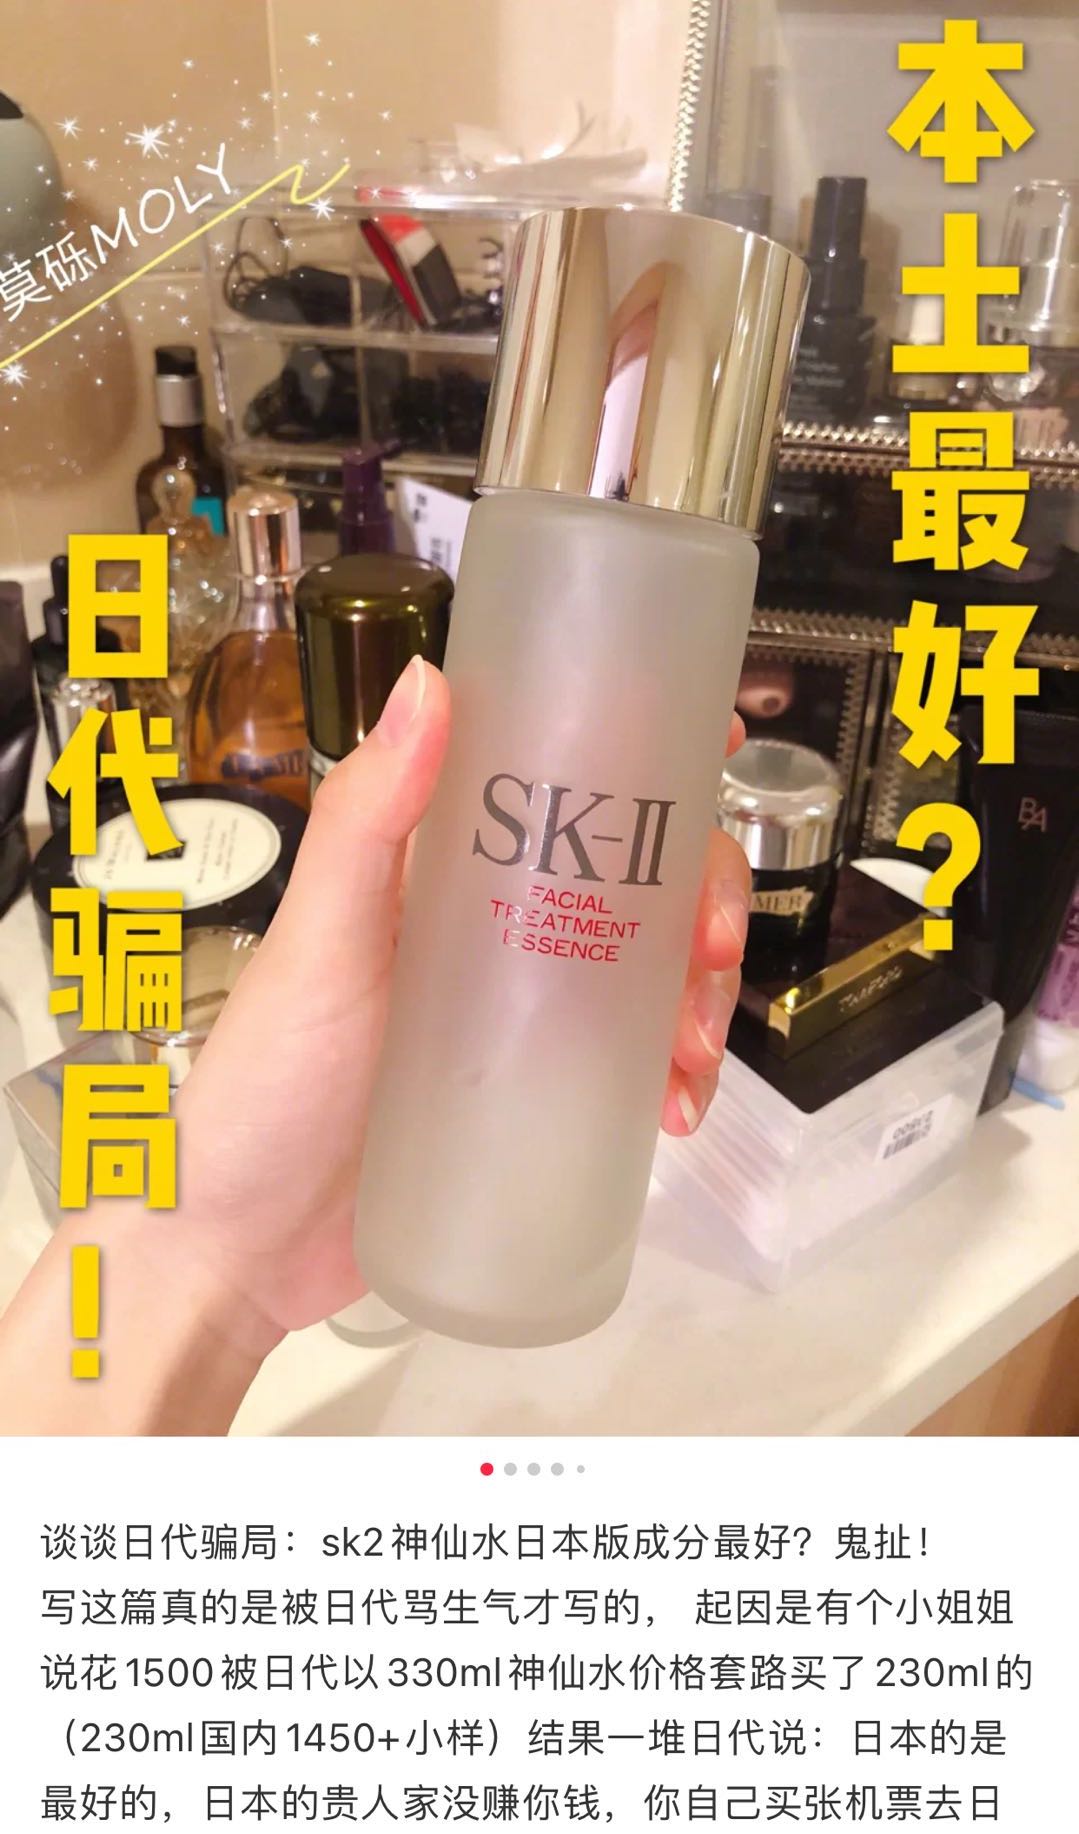 本土最好？
莫砾MOLY
日代骗局！
SK-II
FACIAL
TREATMENT
ESSENCE
LA MER
BA
谈谈日代骗局：sk2神仙水日本版成分最好？鬼扯！
写这篇真的是被日代骂生气才写的， 起因是有个小姐姐
说花1500被日代以330ml神仙水价格套路买了230ml的
（230ml国内1450+小样）结果一堆日代说：日本的是
最好的，日本的贵人家没赚你钱，你自己买张机票去日